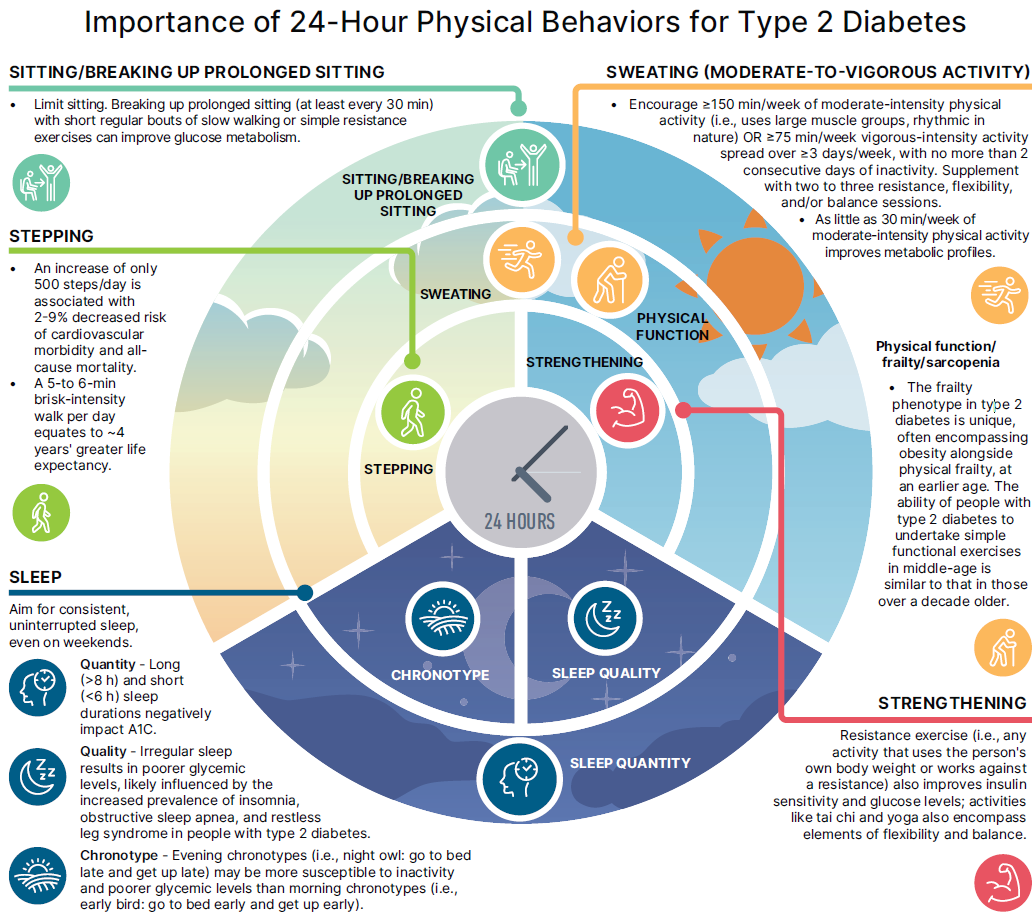 Importance of 24-Hour Physical Behaviors for Type 2 Diabetes
SITTING/BREAKING UP PROLONGED SITTING
• Limit sitting. Breaking up prolonged sitting (at least every 30 min)
with short regular bouts of slow walking or simple resistance
exercises can improve glucose metabolism.
SWEATING (MODERATE-TO-VIGOROUS ACTIVITY)
• Encourage ≥150 min/week of moderate-intensity physical
activity (i.e., uses large muscle groups, rhythmic in
nature) OR ≥75 min/week vigorous-intensity activity
spread over ≥3 days/week, with no more than 2
consecutive days of inactivity. Supplement
with two to three resistance, flexibility,
and/or balance sessions.
• As little as 30 min/week of
moderate-intensity physical activity
improves metabolic profiles.
STEPPING
• An increase of only
500 steps/day is
associated with
2-9% decreased risk
of cardiovascular
morbidity and all-
cause mortality.
• A 5-to 6-min
brisk-intensity
walk per day
equates to ~4
years' greater life
expectancy.
SITTING/BREAKING
UP PROLONGED
SITTING
SWEATING
PHYSICAL
FUNCTION
STRENGTHENING
STEPPING
24 HOURS
CHRONOTYPE
SLEEP QUALITY
SLEEP QUANTITY
Physical function/
frailty/sarcopenia
• The frailty
phenotype in type 2
diabetes is unique,
often encompassing
obesity alongside
physical frailty, at
an earlier age. The
ability of people with
type 2 diabetes to
undertake simple
functional exercises
in middle-age is
similar to that in those
over a decade older.
SLEEP
Aim for consistent,
uninterrupted sleep,
even on weekends.
Quantity - Long
(>8 h) and short
(<6 h) sleep
durations negatively
impact A1C.
Quality - Irregular sleep
results in poorer glycemic
levels, likely influenced by the
increased prevalence of insomnia,
obstructive sleep apnea, and restless
leg syndrome in people with type 2 diabetes.
Chronotype - Evening chronotypes (i.e., night owl: go to bed
late and get up late) may be more susceptible to inactivity
and poorer glycemic levels than morning chronotypes (i.e.,
early bird: go to bed early and get up early).
STRENGTHENING
Resistance exercise (i.e., any
activity that uses the person's
own body weight or works against
a resistance) also improves insulin
sensitivity and glucose levels; activities
like tai chi and yoga also encompass
elements of flexibility and balance.